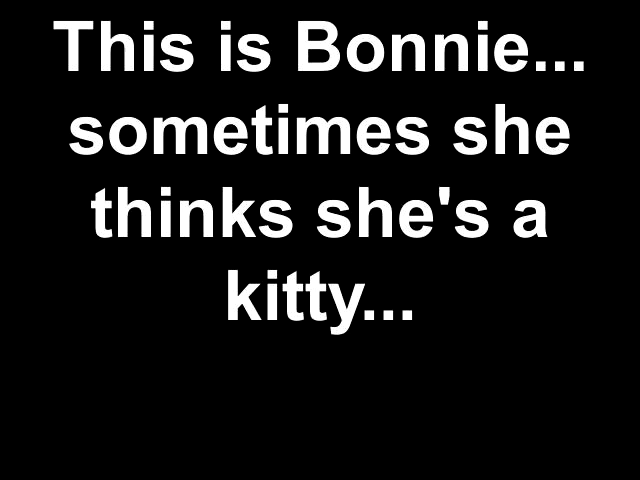 This is Bonnie...
sometimes she
thinks she's a
kitty...